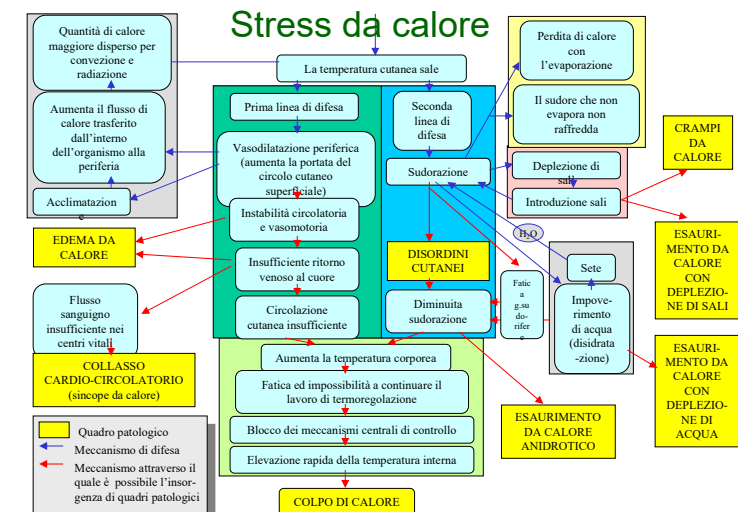 Stress da calore
Quantità di calore
maggiore disperso per
convezione e
radiazione
Aumenta il flusso di
calore trasferito
dall'interno
dell'organismo alla
periferia
Acclimatazion
e
La temperatura cutanea sale
Prima linea di difesa
Vasodilatazione periferica
(aumenta la portata del
circolo cutaneo
superficiale)
Instabilità circolatoria
e vasomotoria
Insufficiente ritorno
venoso al cuore
Circolazione
cutanea insufficiente
Seconda
linea di
difesa
Sudorazione
DISORDINI
CUTANEI
Diminuita
sudorazione
Perdita di calore
con
l'evaporazione
Il sudore che non
evapora non
raffredda
Deplezione di
sali
Introduzione sali
H2O
Sete
Impove-
rimento
di acqua
(disidrata
-zione)
Fatic
a
g.su
do-
rifer
e
CRAMPI
DA
CALORE
ESAURI-
MENTO DA
CALORE
CON
DEPLEZIO-
NE DI SALI
ESAURI-
MENTO DA
CALORE
CON
DEPLEZIO-
NE DI
ACQUA
EDEMA DA
CALORE
Flusso
sanguigno
insufficiente nei
centri vitali
COLLASSO
CARDIO-CIRCOLATORIO
(sincope da calore)
Aumenta la temperatura corporea
Fatica ed impossibilità a continuare il
lavoro di termoregolazione
Blocco dei meccanismi centrali di controllo
Elevazione rapida della temperatura interna
COLPO DI CALORE
ESAURIMENTO
DA CALORE
ANIDROTICO
Quadro patologico
Meccanismo di difesa
Meccanismo attraverso il
quale è possibile l'insor-
genza di quadri patologici